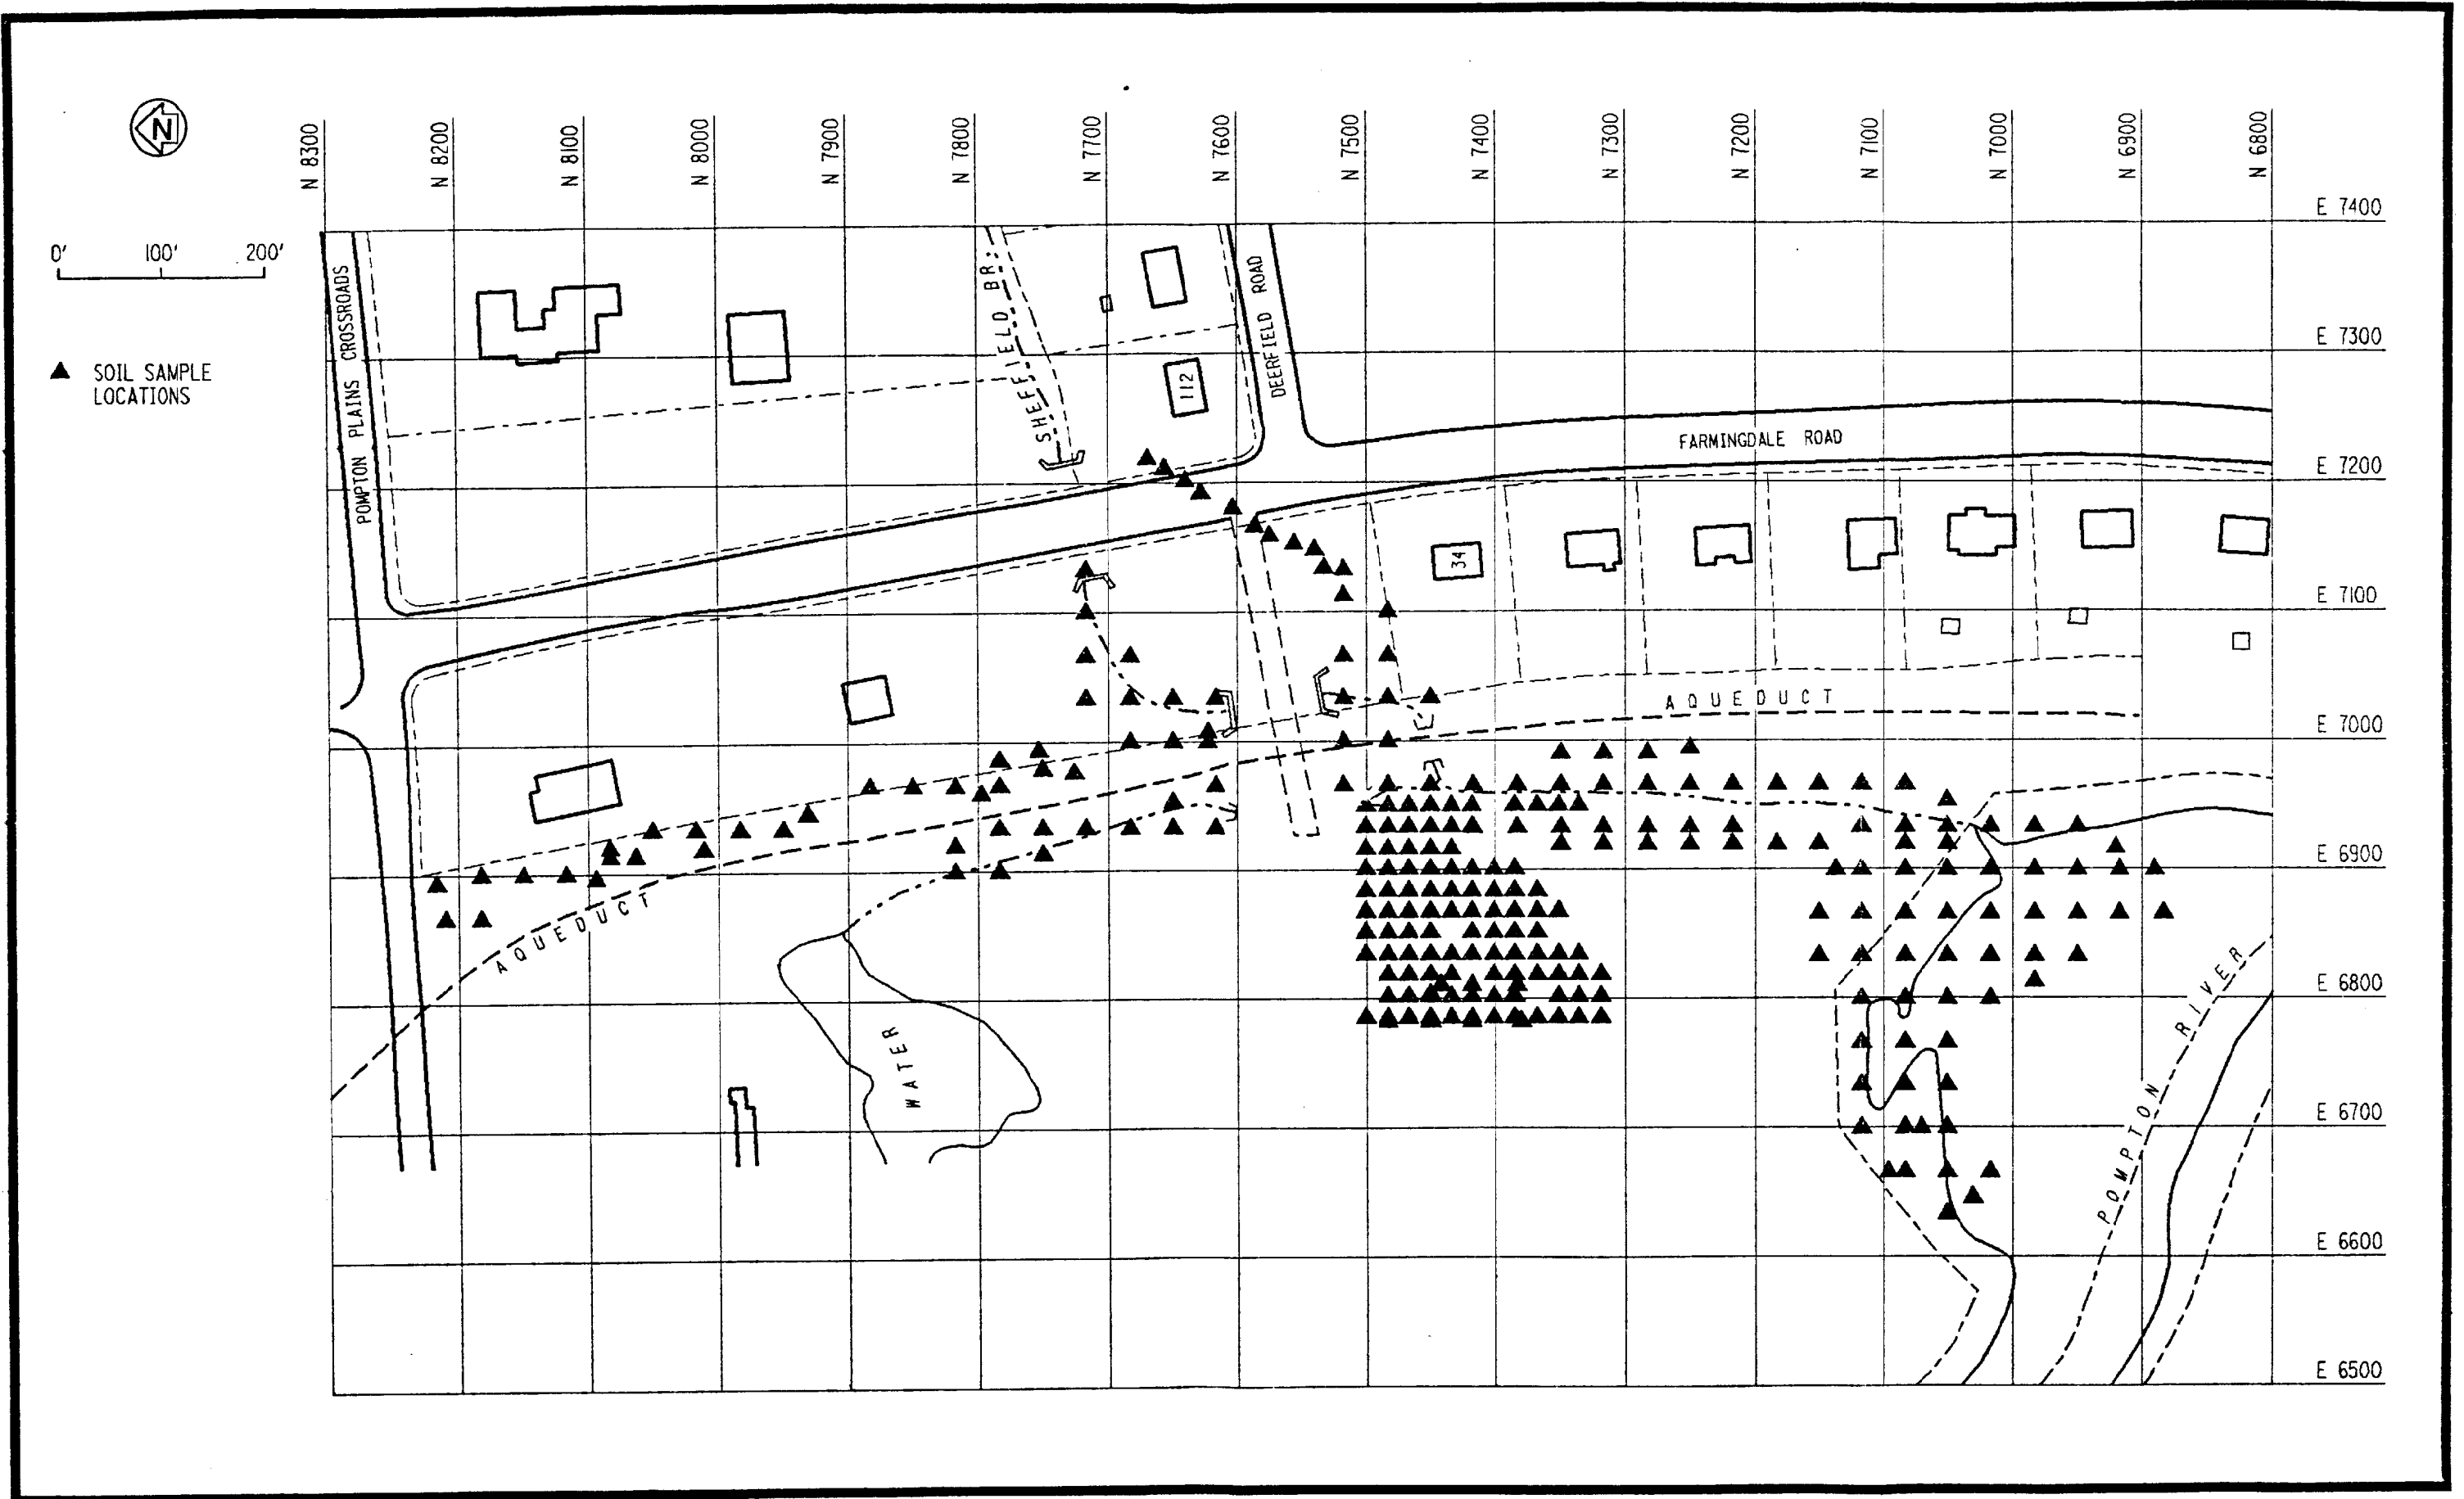 N
N 8300
N 8200
N 8100
N 8000
N 7900
N 7800
N 7700
N 7600
N 7500
N 7400
N 7300
N 7200
N 7100
N 7000
N 6900
N 6800
E 7400
E 7300
E 7200
E 7100
E 7000
E 6900
E 6800
E 6700
E 6600
E 6500
0' 100' 200'
SOIL SAMPLE
LOCATIONS
POMPTON PLAINS CROSSROADS
SHEFFIELD BR.
DEERFIELD ROAD
112
FARMINGDALE ROAD
34
AQUEDUCT
AQUEDUCT
WATER
POMPTON RIVER